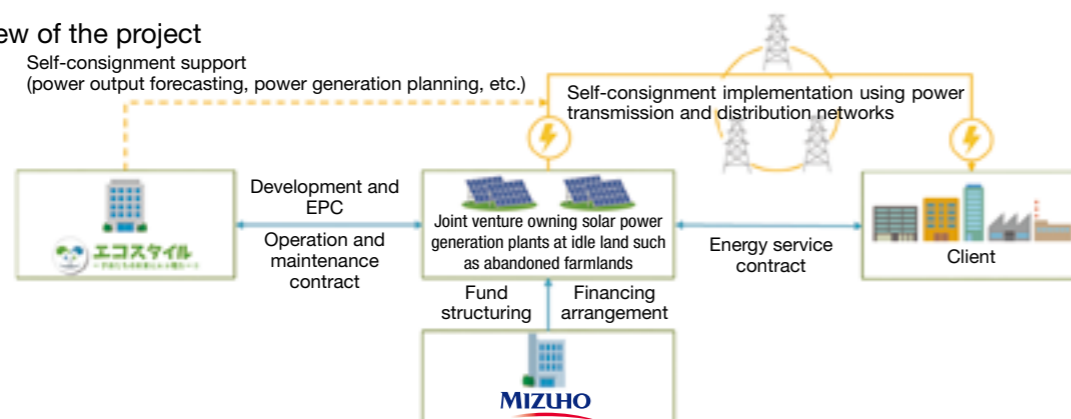 ew of the project
Self-consignment support
(power output forecasting, power generation planning, etc.)
Self-consignment implementation using power
transmission and distribution networks
Development and
EPC
Operation and
maintenance
contract
エコスタイル
Joint venture owning solar power
generation plants at idle land such
as abandoned farmlands
Energy service
contract
Client
Fund
structuring
Financing
arrangement
MIZUHO